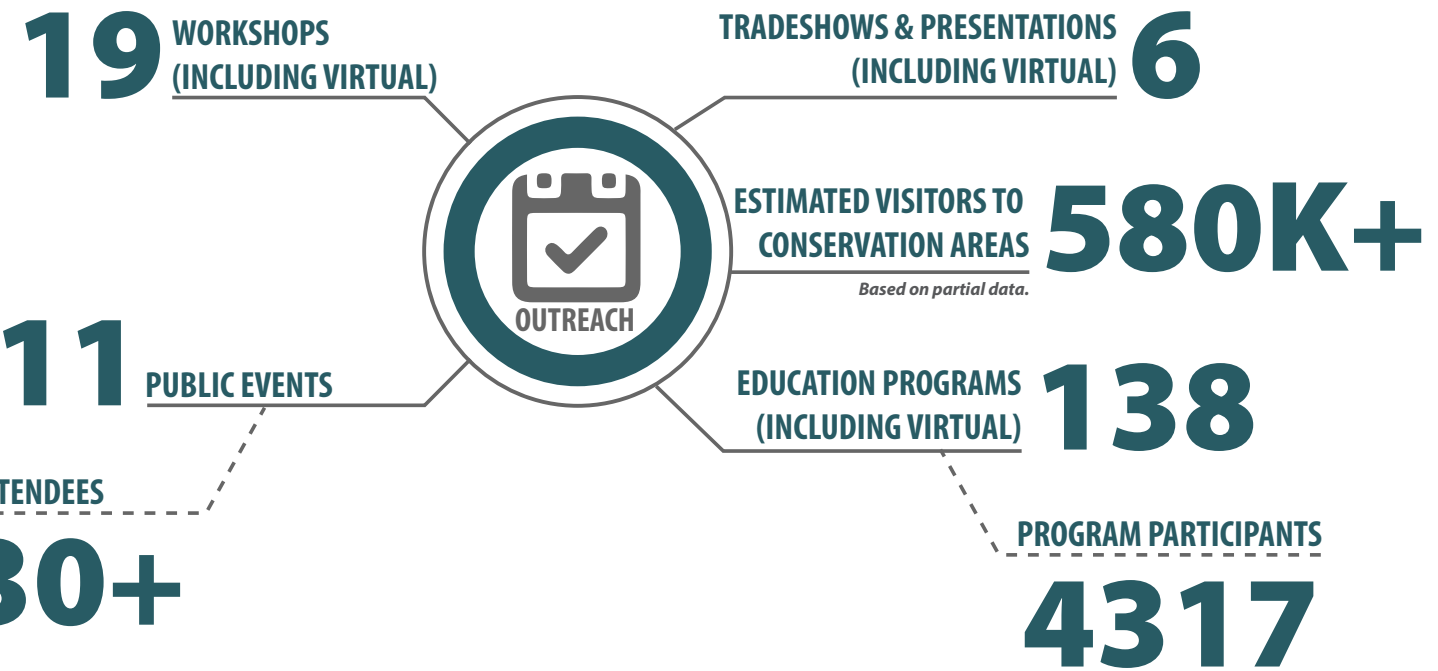 19
WORKSHOPS
(INCLUDING VIRTUAL)
TRADESHOWS & PRESENTATIONS
(INCLUDING VIRTUAL)
6
ESTIMATED VISITORS TO
CONSERVATION AREAS
580K+
Based on partial data.
OUTREACH
11
PUBLIC EVENTS
EDUCATION PROGRAMS
(INCLUDING VIRTUAL)
138
PROGRAM PARTICIPANTS
4317